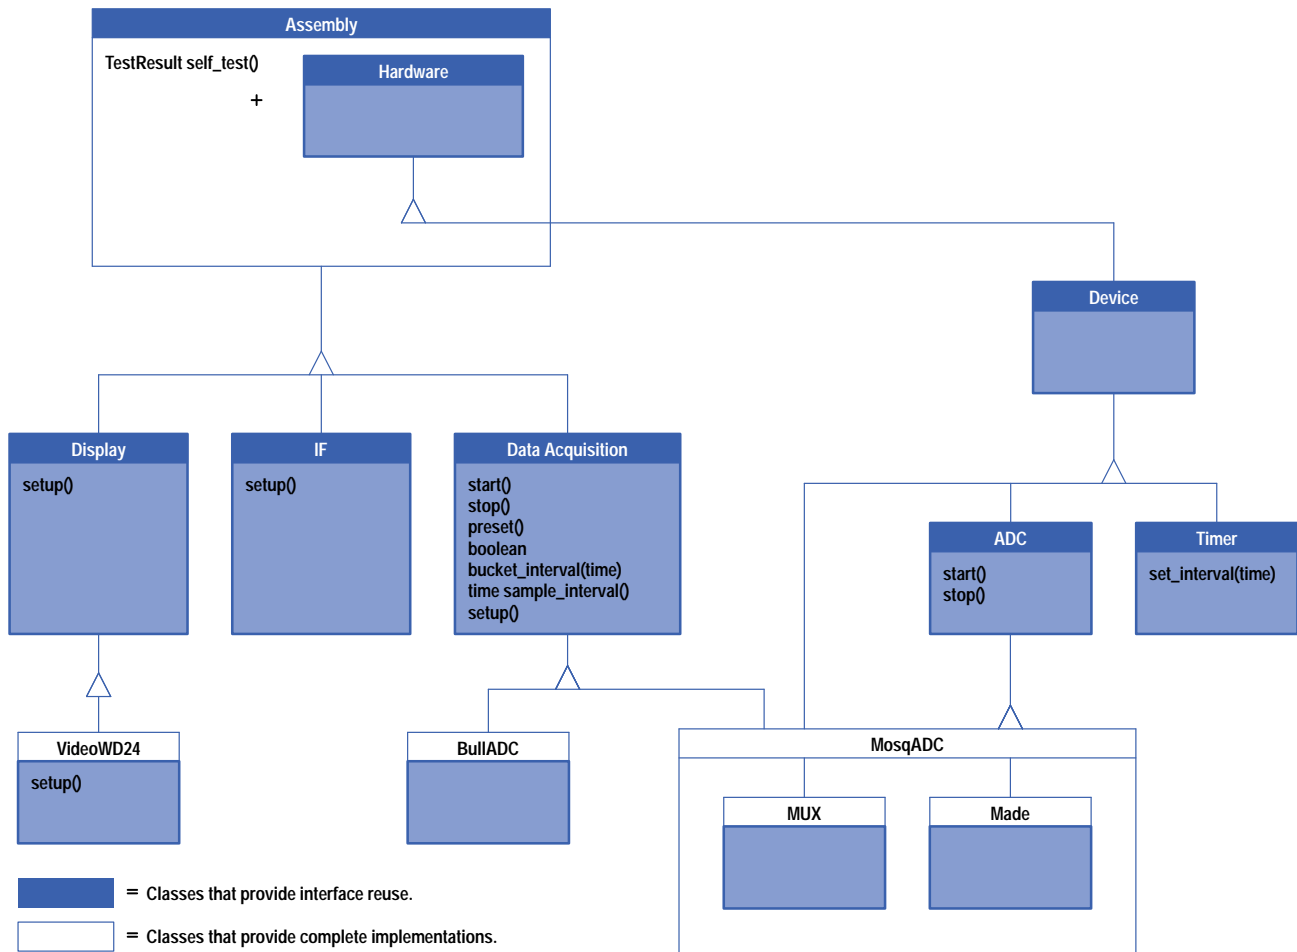 Assembly
TestResult self_test()
+
Hardware
Device
Display
setup()
IF
setup()
Data Acquisition
start()
stop()
preset()
boolean
bucket_interval(time)
time sample_interval()
setup()
ADC
start()
stop()
Timer
set_interval(time)
VideoWD24
setup()
BullADC
MosqADC
MUX
Made
= Classes that provide interface reuse.
= Classes that provide complete implementations.